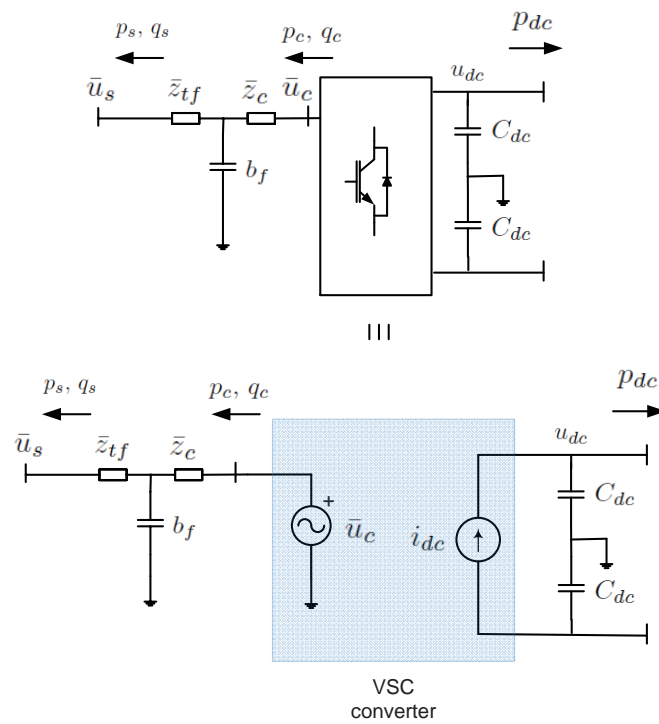 p_s, q_s
p_c, q_c
p_dc
ū_s
z̄_tf
z̄_c
ū_c
u_dc
C_dc
b_f
C_dc
p_s, q_s
p_c, q_c
p_dc
ū_s
z̄_tf
z̄_c
u_dc
C_dc
b_f
+
ū_c
i_dc
C_dc
VSC
converter